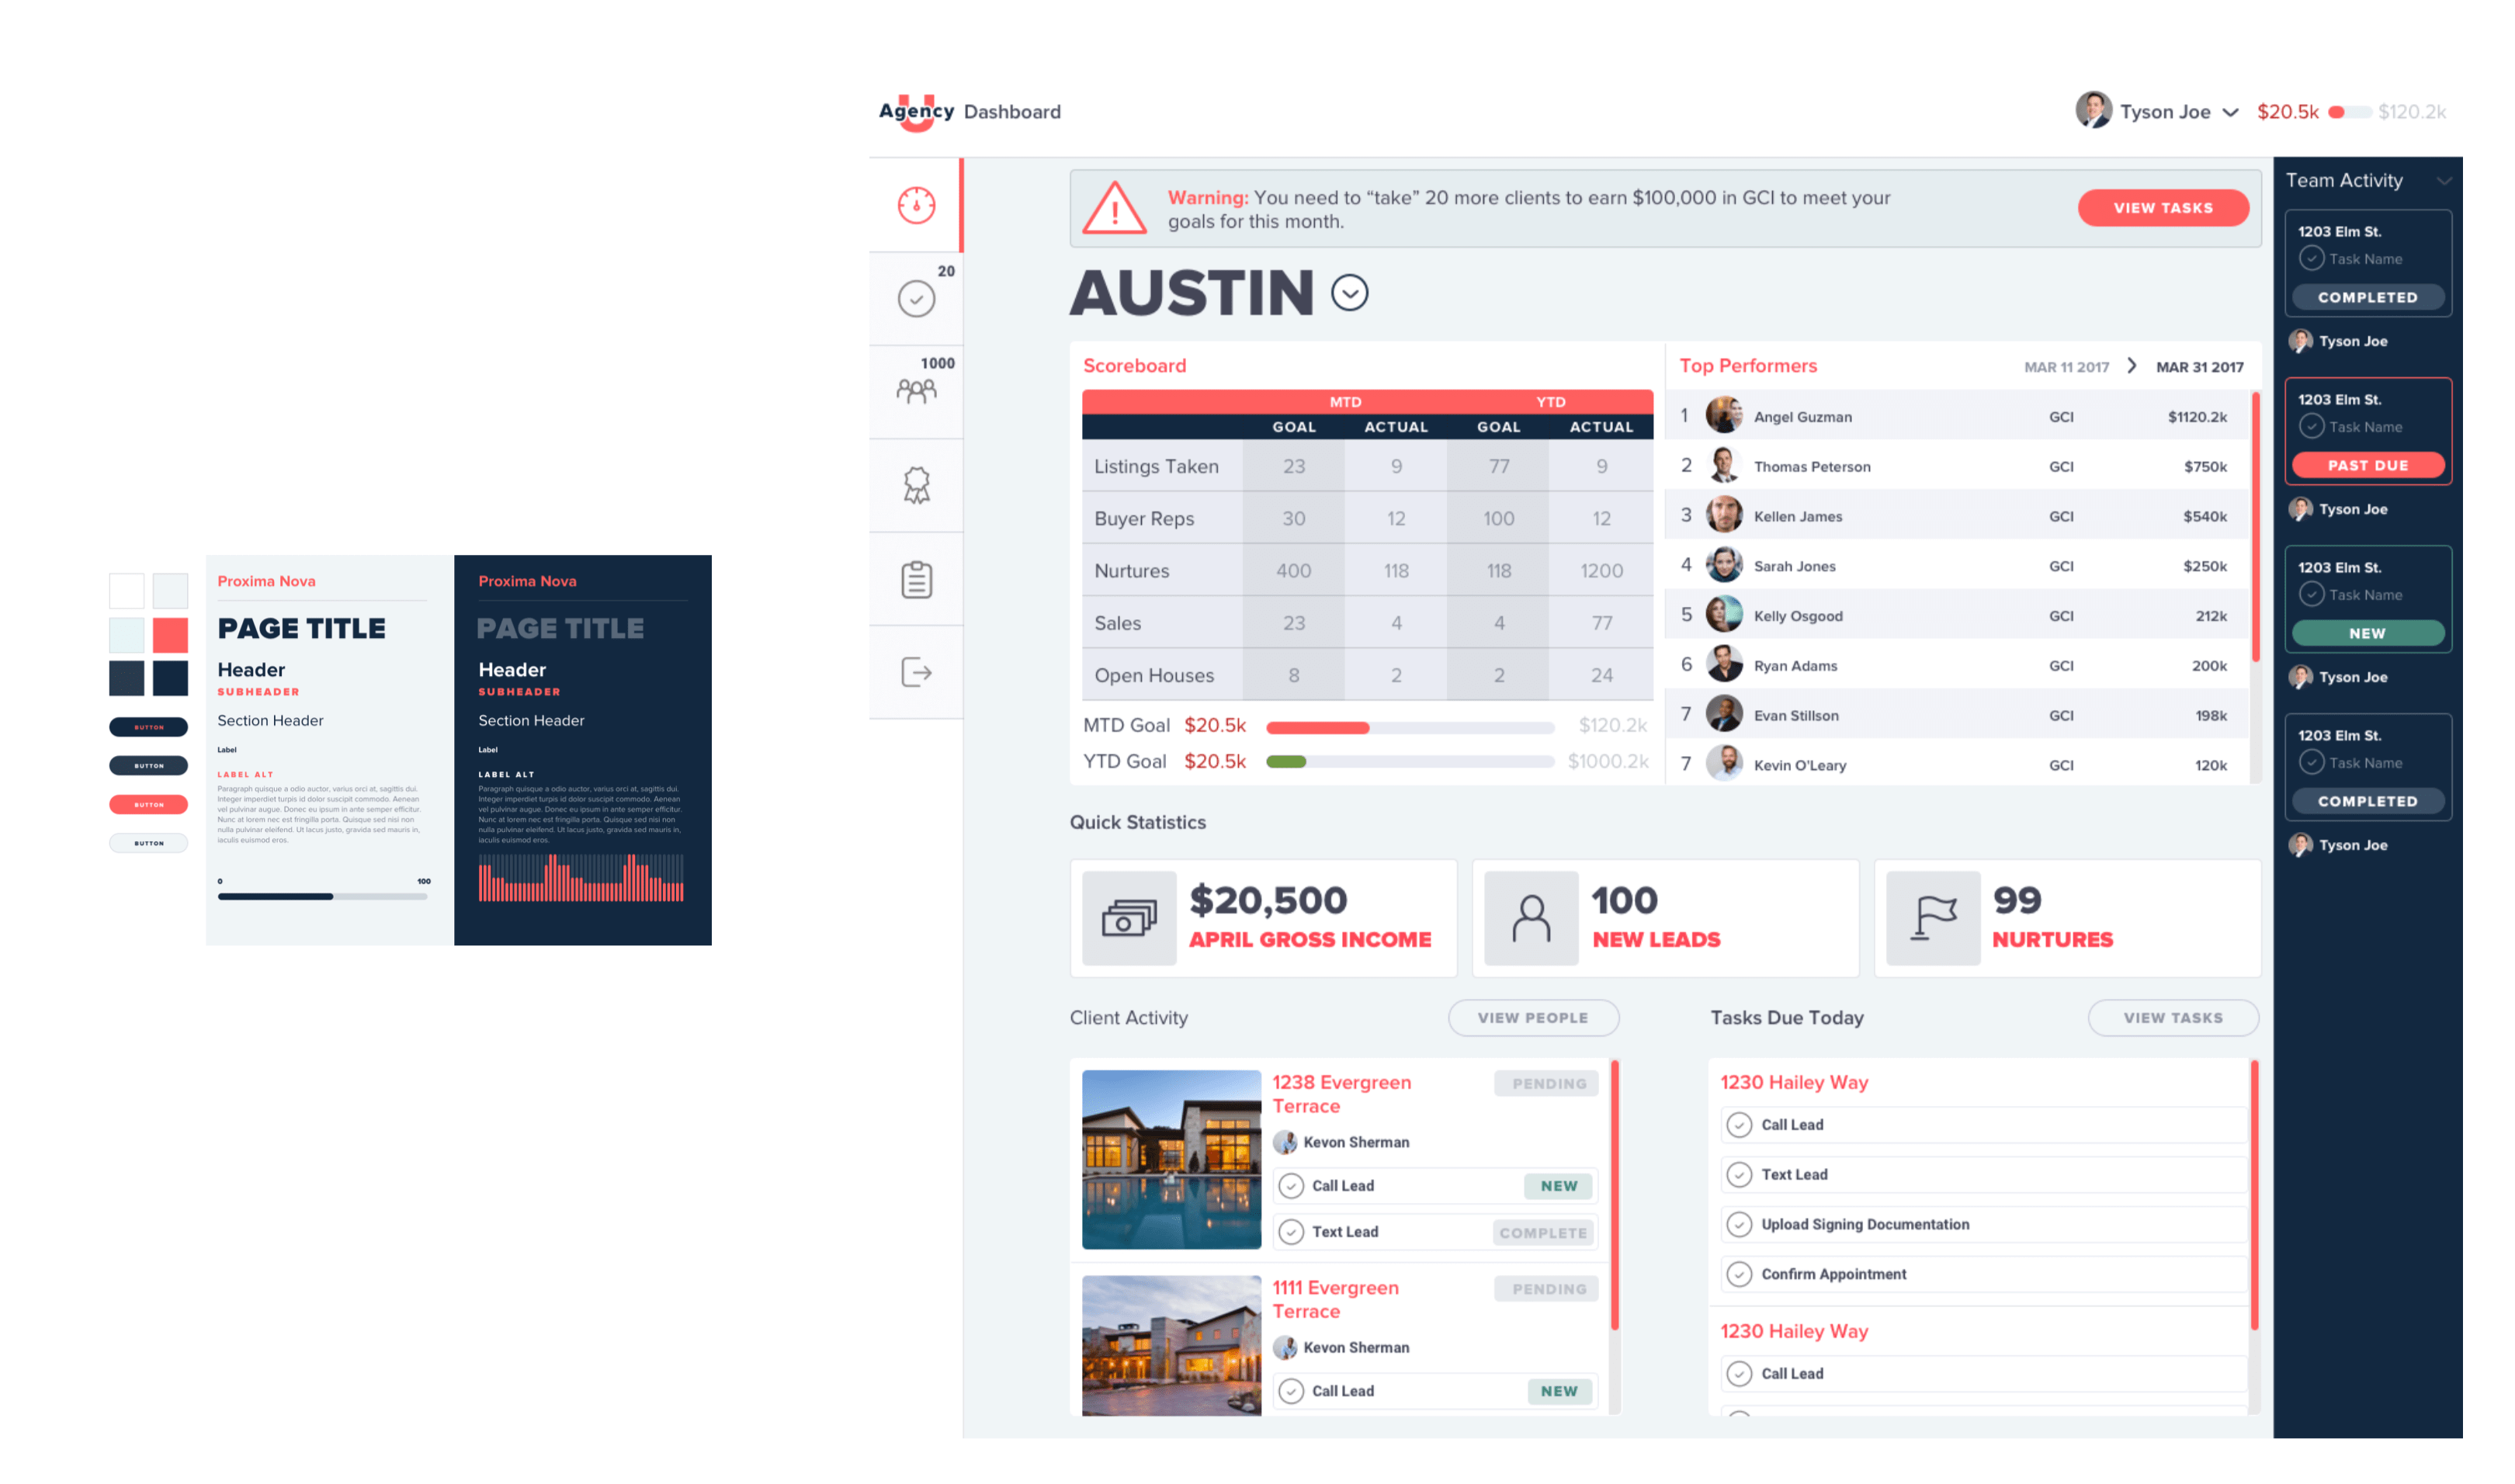 Proxima Nova
PAGE TITLE
Header
SUBHEADER
Section Header
Label
LABEL ALT
Paragraph quisque a odio auctor, varius orci at, sagittis dui.
Integer imperdiet turpis id dolor suscipit commodo. Aenean
vel pulvinar augue. Donec eu ipsum in ante semper efficitur.
Nunc at lorem nec est fringilla porta. Quisque sed nisi non
nulla pulvinar eleifend. Ut lacus justo, gravida sed mauris in,
iaculis euismod eros.
0 100
BUTTON
BUTTON
BUTTON
BUTTON
Proxima Nova
PAGE TITLE
Header
SUBHEADER
Section Header
Label
LABEL ALT
Paragraph quisque a odio auctor, varius orci at, sagittis dui.
Integer imperdiet turpis id dolor suscipit commodo. Aenean
vel pulvinar augue. Donec eu ipsum in ante semper efficitur.
Nunc at lorem nec est fringilla porta. Quisque sed nisi non
nulla pulvinar eleifend. Ut lacus justo, gravida sed mauris in,
iaculis euismod eros.
Agency U Dashboard
Tyson Joe $20.5k $120.2k
20
1000
Warning: You need to “take” 20 more clients to earn $100,000 in GCI to meet your
goals for this month.
VIEW TASKS
AUSTIN
Scoreboard
MTD YTD
GOAL ACTUAL GOAL ACTUAL
Listings Taken 23 9 77 9
Buyer Reps 30 12 100 12
Nurtures 400 118 118 1200
Sales 23 4 4 77
Open Houses 8 2 2 24
MTD Goal $20.5k $120.2k
YTD Goal $20.5k $1000.2k
Top Performers MAR 11 2017 MAR 31 2017
1 Angel Guzman GCI $1120.2k
2 Thomas Peterson GCI $750k
3 Kellen James GCI $540k
4 Sarah Jones GCI $250k
5 Kelly Osgood GCI 212k
6 Ryan Adams GCI 200k
7 Evan Stillson GCI 198k
7 Kevin O'Leary GCI 120k
Quick Statistics
$20,500
APRIL GROSS INCOME
100
NEW LEADS
99
NURTURES
Client Activity
VIEW PEOPLE
1238 Evergreen
Terrace
PENDING
Kevon Sherman
Call Lead NEW
Text Lead COMPLETE
1111 Evergreen
Terrace
PENDING
Kevon Sherman
Call Lead NEW
Tasks Due Today
VIEW TASKS
1230 Hailey Way
Call Lead
Text Lead
Upload Signing Documentation
Confirm Appointment
1230 Hailey Way
Call Lead
Team Activity
1203 Elm St.
Task Name
COMPLETED
Tyson Joe
1203 Elm St.
Task Name
PAST DUE
Tyson Joe
1203 Elm St.
Task Name
NEW
Tyson Joe
1203 Elm St.
Task Name
COMPLETED
Tyson Joe